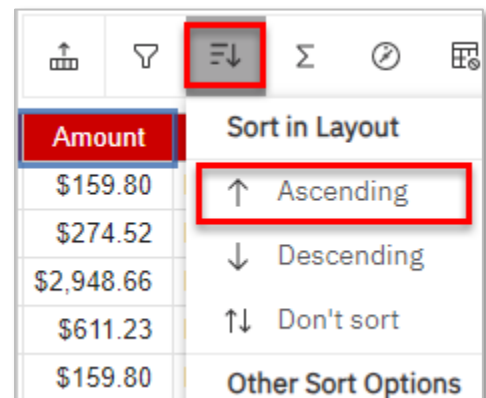 Amount
$159.80
$274.52
$2,948.66
$611.23
$159.80
Sort in Layout
Ascending
Descending
Don't sort
Other Sort Options